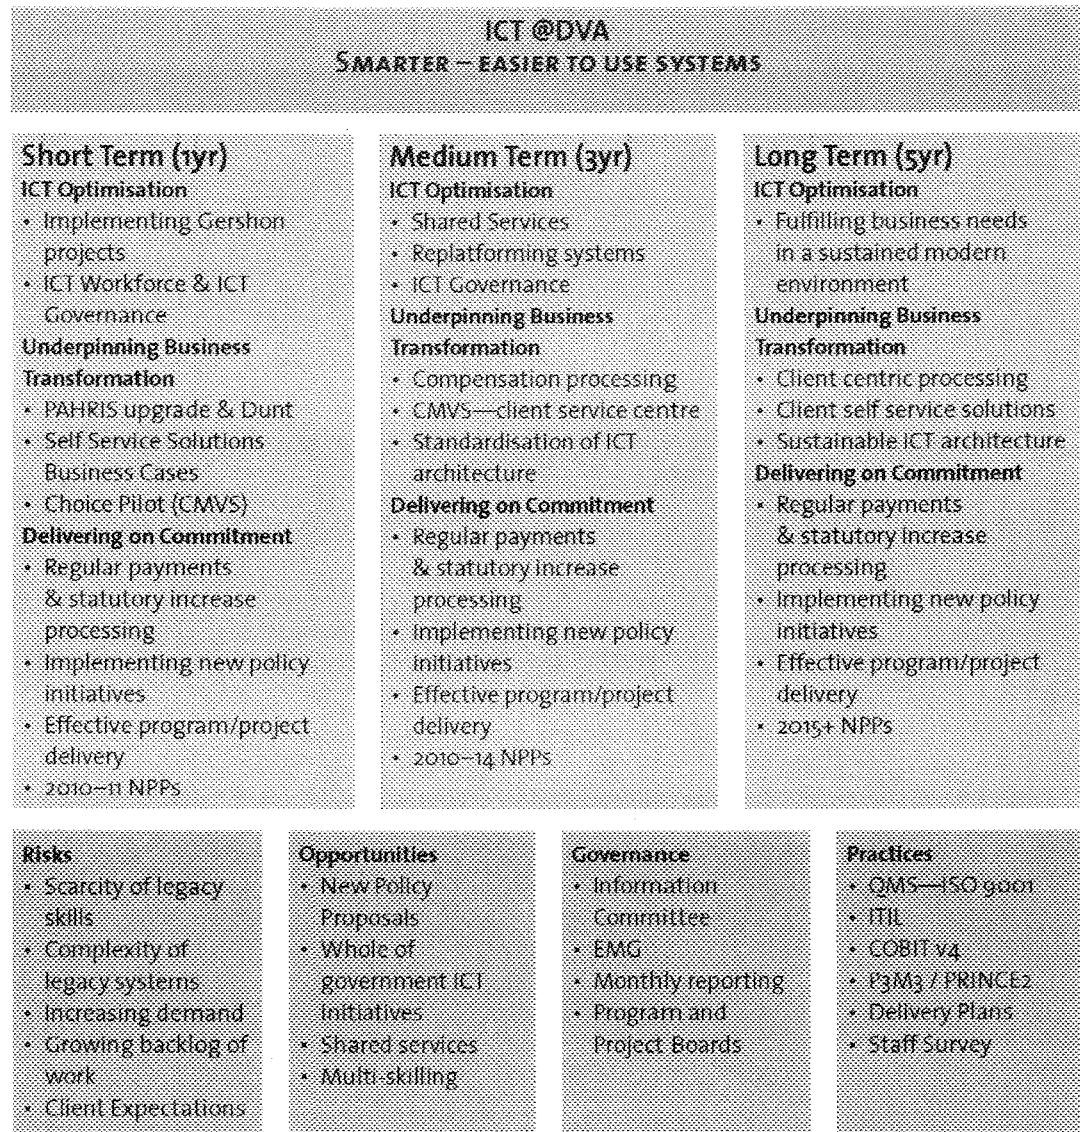 ICT @DVA
SMARTER – EASIER TO USE SYSTEMS
Short Term (1yr)
ICT Optimisation
• Implementing Gershon
projects
• ICT Workforce & ICT
Governance
Underpinning Business
Transformation
• PAHRIS upgrade & Dunt
• Self Service Solutions
Business Cases
• Choice Pilot (CMVS)
Delivering on Commitment
• Regular payments
& statutory increase
processing
• Implementing new policy
initiatives
• Effective program/project
delivery
• 2010–11 NPPs
Medium Term (3yr)
ICT Optimisation
• Shared Services
• Replatforming systems
• ICT Governance
Underpinning Business
Transformation
• Compensation processing
• CMVS—client service centre
• Standardisation of ICT
architecture
Delivering on Commitment
• Regular payments
& statutory increase
processing
• Implementing new policy
initiatives
• Effective program/project
delivery
• 2010–14 NPPs
Long Term (5yr)
ICT Optimisation
• Fulfilling business needs
in a sustained modern
environment
Underpinning Business
Transformation
• Client centric processing
• Client self service solutions
• Sustainable ICT architecture
Delivering on Commitment
• Regular payments
& statutory increase
processing
• Implementing new policy
initiatives
• Effective program/project
delivery
• 2015+ NPPs
Risks
• Scarcity of legacy
skills
• Complexity of
legacy systems
• Increasing demand
• Growing backlog of
work
• Client Expectations
Opportunities
• New Policy
Proposals
• Whole of
government ICT
initiatives
• Shared services
• Multi-skilling
Governance
• Information
Committee
• EMG
• Monthly reporting
• Program and
Project Boards
Practices
• QMS—ISO 9001
• ITIL
• COBIT v4
• P3M3 / PRINCE2
• Delivery Plans
• Staff Survey